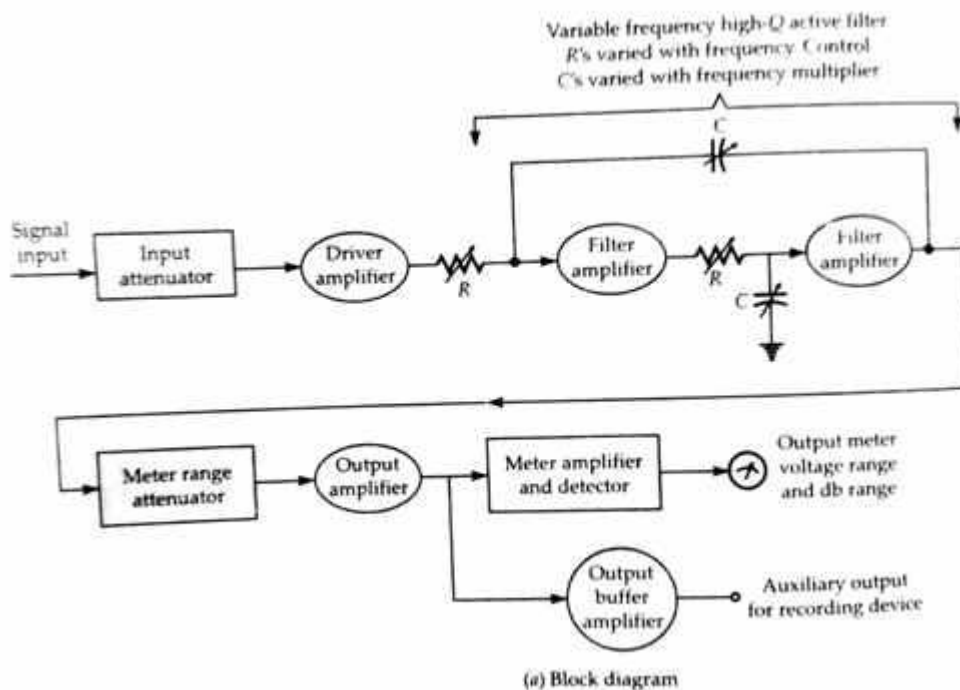 Variable frequency high-Q active filter
R's varied with frequency Control
C's varied with frequency multiplier
C
Signal
input
Input
attenuator
Driver
amplifier
R
Filter
amplifier
R
C
Filter
amplifier
Meter range
attenuator
Output
amplifier
Meter amplifier
and detector
Output meter
voltage range
and db range
Output
buffer
amplifier
Auxiliary output
for recording device
(a) Block diagram